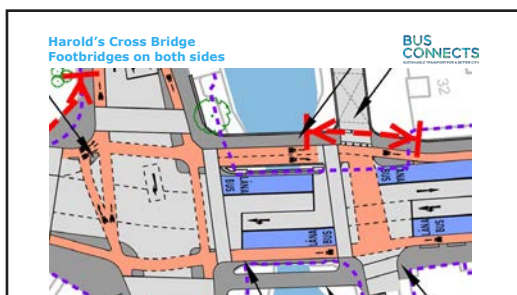 Harold's Cross Bridge
Footbridges on both sides
BUS
CONNECTS
SUSTAINABLE TRANSPORT FOR A BETTER CITY
32
LÁNA
BUS
LÁNA
BUS
LÁNA
BUS
LÁNA
BUS